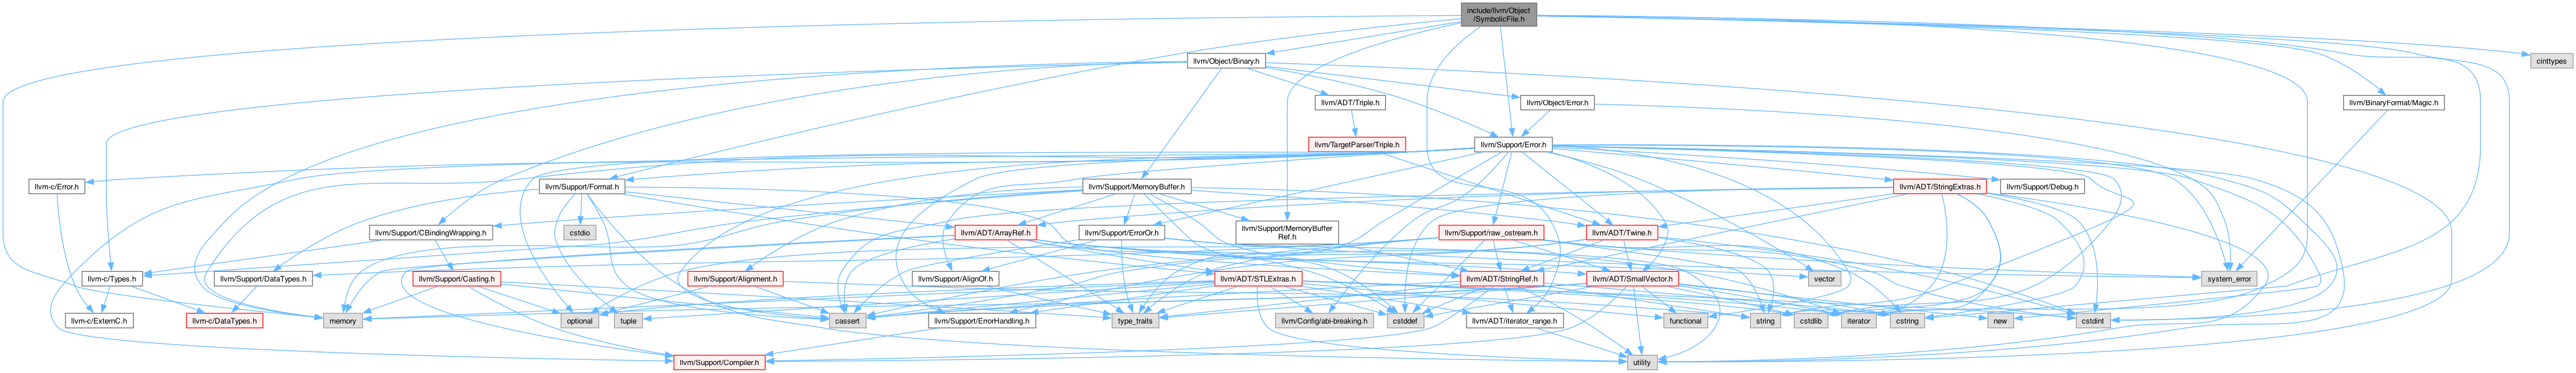 include/llvm/Object
/SymbolicFile.h
cinttypes
llvm/Object/Binary.h
llvm/ADT/Triple.h
llvm/Object/Error.h
llvm/BinaryFormat/Magic.h
llvm/TargetParser/Triple.h
llvm/Support/Error.h
llvm-c/Error.h
llvm/Support/Format.h
llvm/Support/MemoryBuffer.h
llvm/ADT/StringExtras.h
llvm/Support/Debug.h
llvm/Support/CBindingWrapping.h
cstdio
llvm/ADT/ArrayRef.h
llvm/Support/ErrorOr.h
llvm/Support/MemoryBuffer
Ref.h
llvm/Support/raw_ostream.h
llvm/ADT/Twine.h
llvm-c/Types.h
llvm/Support/DataTypes.h
llvm/Support/Casting.h
llvm/Support/Alignment.h
llvm/Support/AlignOf.h
llvm/ADT/STLExtras.h
llvm/ADT/StringRef.h
llvm/ADT/SmallVector.h
vector
system_error
llvm-c/ExternC.h
llvm-c/DataTypes.h
memory
optional
tuple
cassert
type_traits
llvm/Support/ErrorHandling.h
llvm/Config/abi-breaking.h
cstddef
llvm/ADT/iterator_range.h
functional
string
cstdlib
iterator
cstring
new
cstdint
llvm/Support/Compiler.h
utility